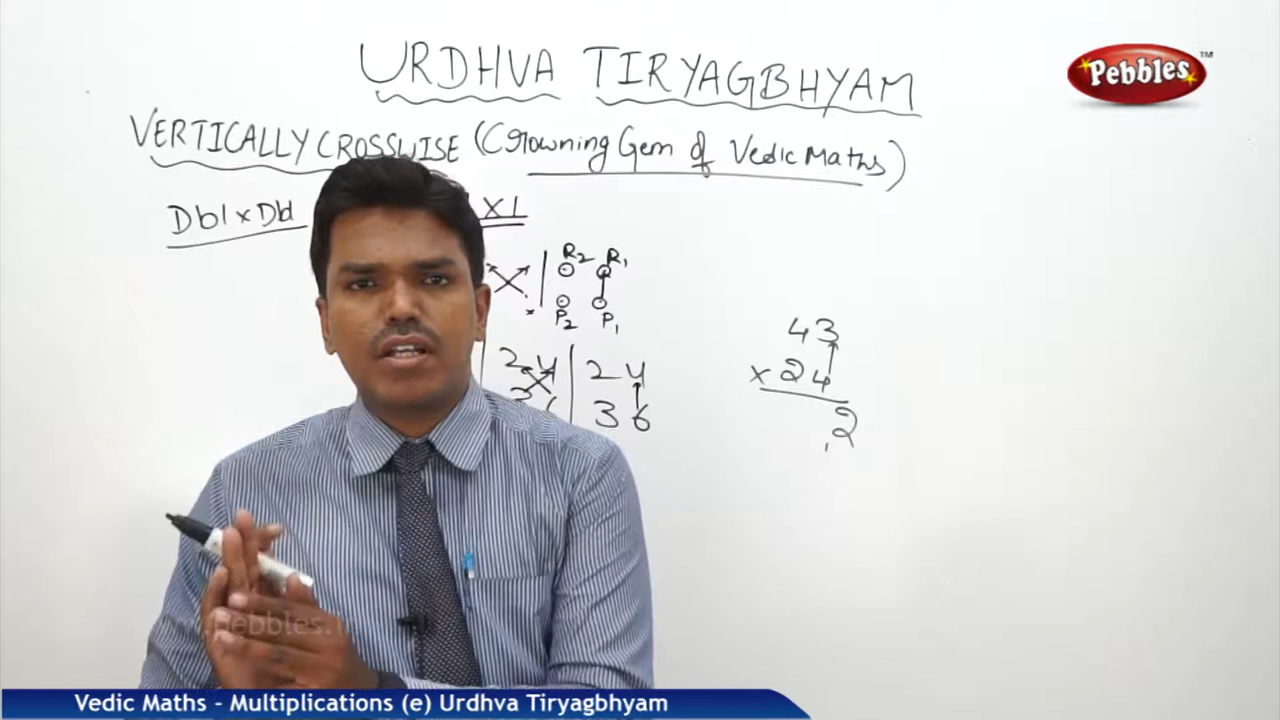 URDHVA TIRYAGBHYAM
Pebbles™
VERTICALLY CROSSWISE (Crowning Gem of Vedic Maths)
Dbl x Dbl
X1
R2 R1
P2 P1
24
24
36
43
x 24
,2
Vedic Maths - Multiplications (e) Urdhva Tiryagbhyam